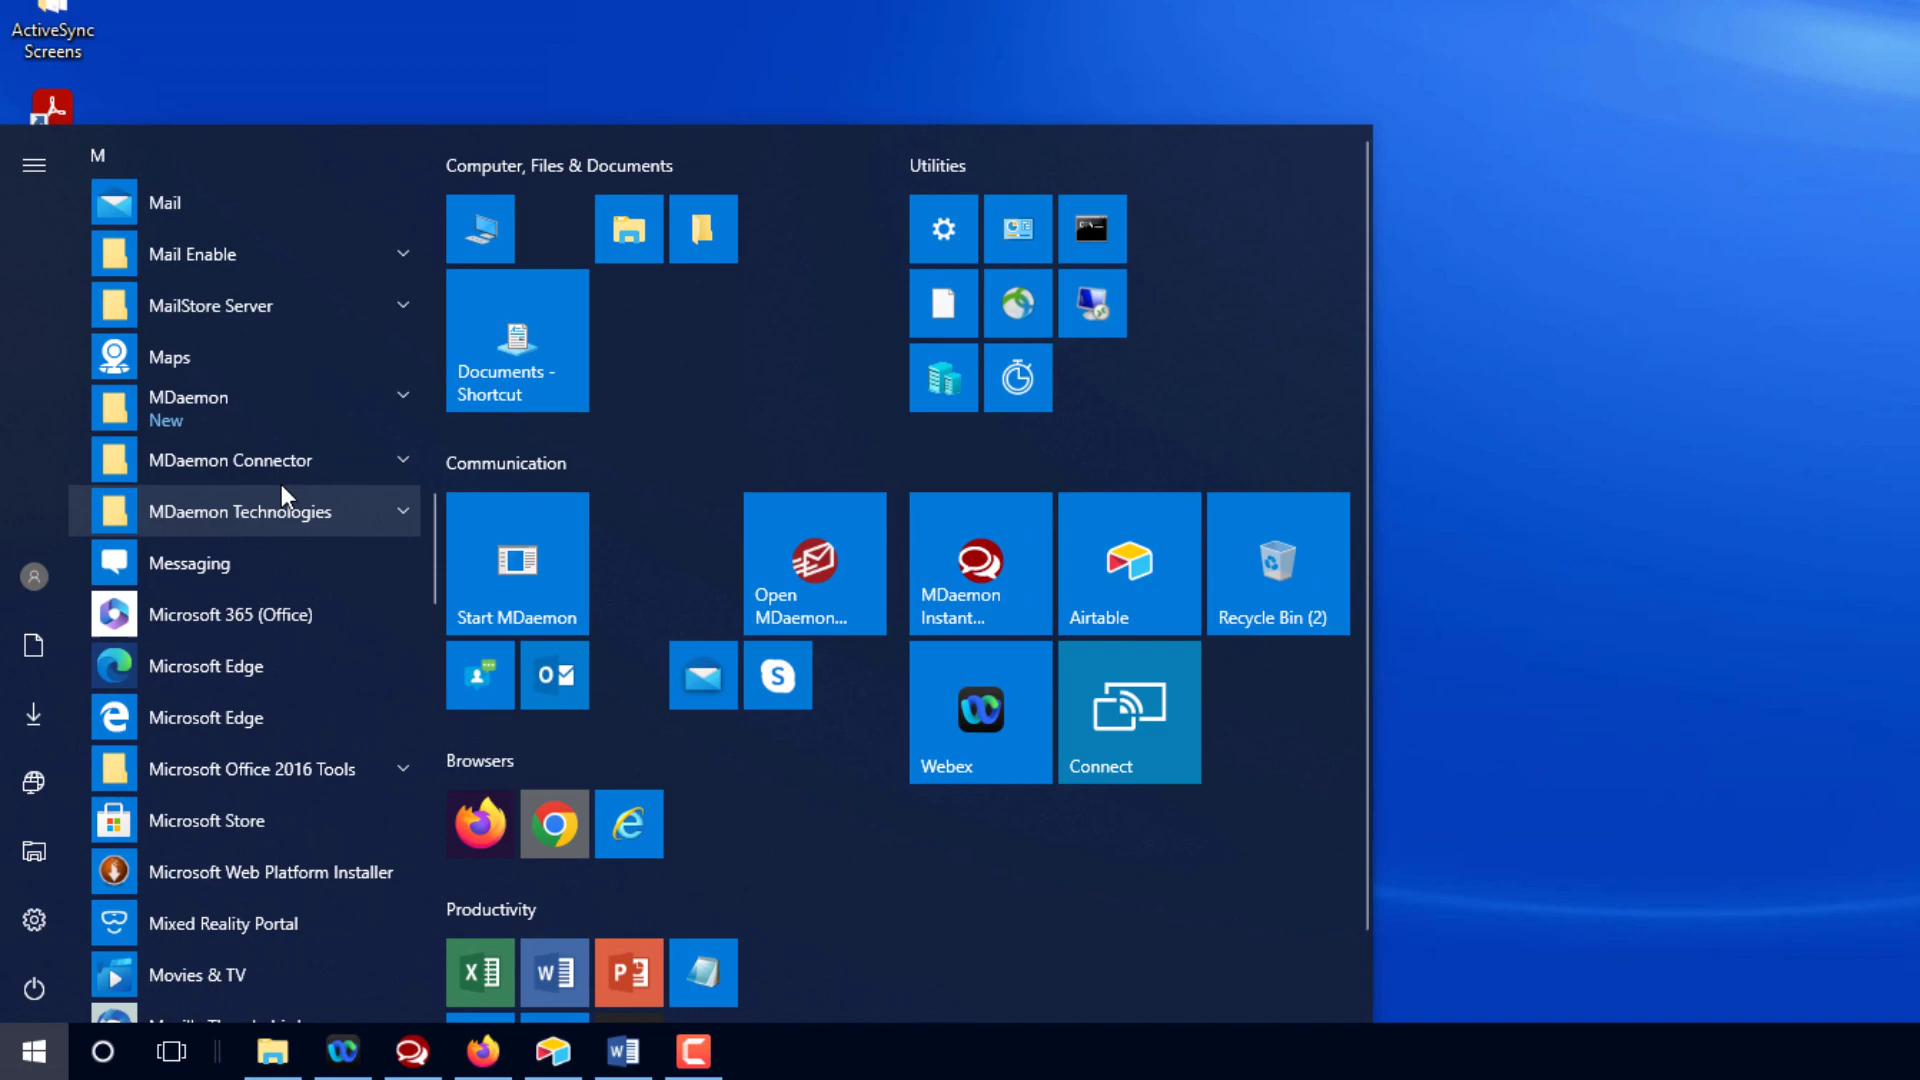 ActiveSync
Screens
M
Mail
Mail Enable
MailStore Server
Maps
MDaemon
New
MDaemon Connector
MDaemon Technologies
Messaging
Microsoft 365 (Office)
Microsoft Edge
Microsoft Edge
Microsoft Office 2016 Tools
Microsoft Store
Microsoft Web Platform Installer
Mixed Reality Portal
Movies & TV
Computer, Files & Documents
Documents -
Shortcut
Utilities
Communication
Start MDaemon
Open
MDaemon...
MDaemon
Instant...
Airtable
Recycle Bin (2)
Webex
Connect
Browsers
Productivity